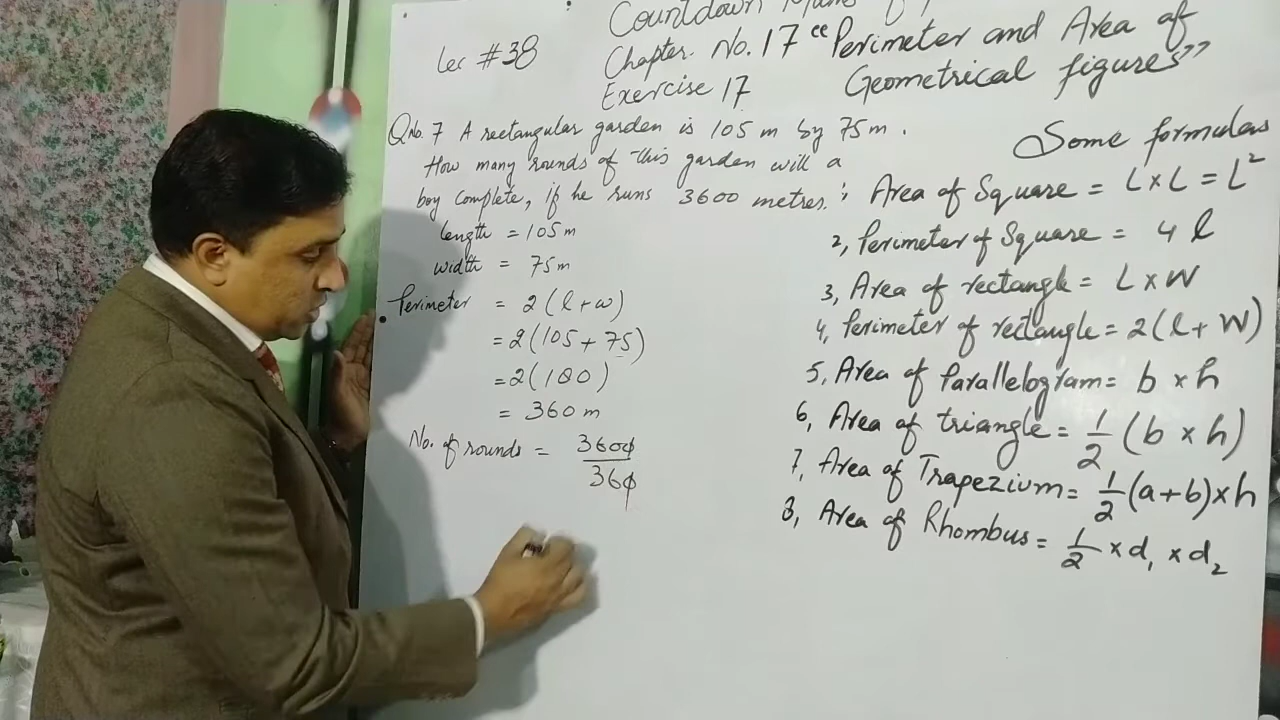 Lec #38
Countdown Maths
Chapter. No. 17 "Perimeter and Area of
Exercise 17 Geometrical figures"
Q No. 7 A rectangular garden is 105 m by 75 m.
How many rounds of this garden will a
boy complete, if he runs 3600 metres.
length = 105 m
width = 75 m
Perimeter = 2 (l + w)
= 2 (105 + 75)
= 2 (180)
= 360 m
No. of rounds = 3600
360
Some formulas
1, Area of Square = L × L = L²
2, Perimeter of Square = 4 l
3, Area of rectangle = L × W
4, Perimeter of rectangle = 2 (l + W)
5, Area of Parallelogram = b × h
6, Area of triangle = 1/2 (b × h)
7, Area of Trapezium = 1/2 (a + b) × h
8, Area of Rhombus = 1/2 × d₁ × d₂